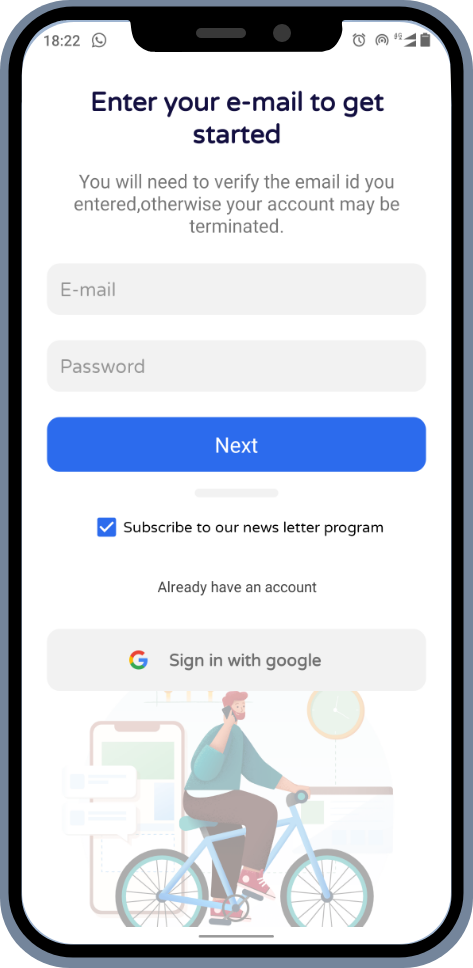 18:22
Enter your e-mail to get
started
You will need to verify the email id you
entered,otherwise your account may be
terminated.
E-mail
Password
Next
Subscribe to our news letter program
Already have an account
Sign in with google